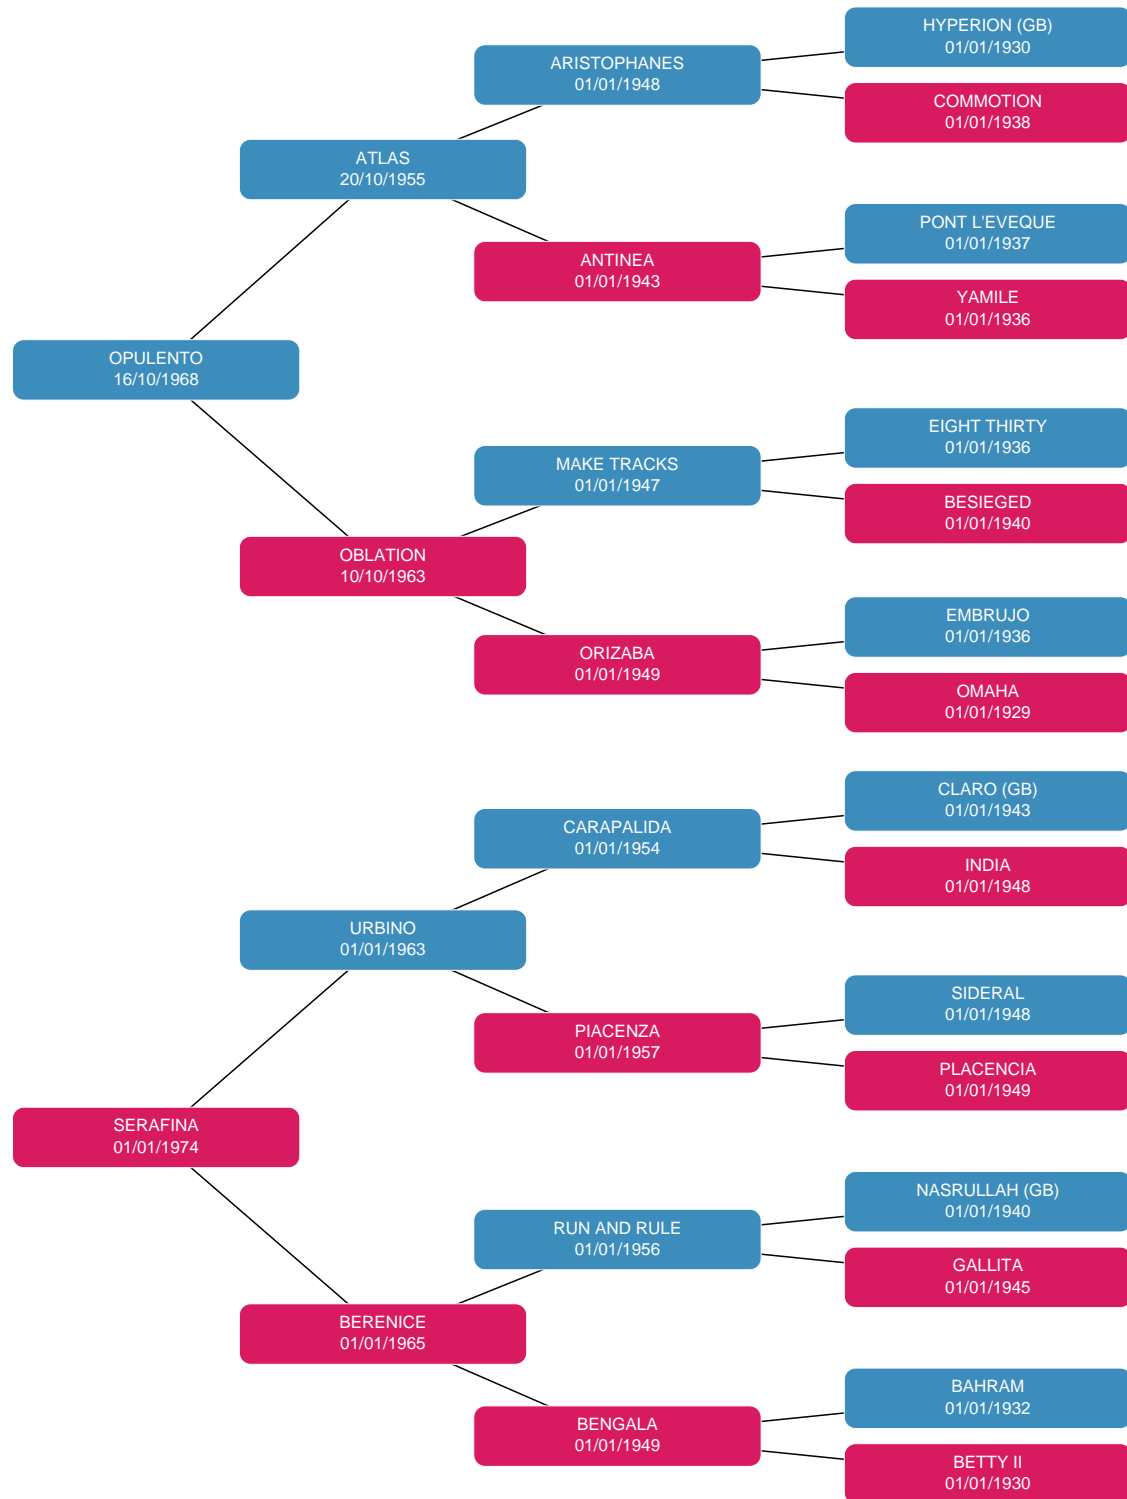 HYPERION (GB)
01/01/1930
ARISTOPHANES
01/01/1948
COMMOTION
01/01/1938
ATLAS
20/10/1955
PONT L'EVEQUE
01/01/1937
ANTINEA
01/01/1943
YAMILE
01/01/1936
OPULENTO
16/10/1968
EIGHT THIRTY
01/01/1936
MAKE TRACKS
01/01/1947
BESIEGED
01/01/1940
OBLATION
10/10/1963
EMBRUJO
01/01/1936
ORIZABA
01/01/1949
OMAHA
01/01/1929
CLARO (GB)
01/01/1943
CARAPALIDA
01/01/1954
INDIA
01/01/1948
URBINO
01/01/1963
SIDERAL
01/01/1948
PIACENZA
01/01/1957
PLACENCIA
01/01/1949
SERAFINA
01/01/1974
NASRULLAH (GB)
01/01/1940
RUN AND RULE
01/01/1956
GALLITA
01/01/1945
BERENICE
01/01/1965
BAHRAM
01/01/1932
BENGALA
01/01/1949
BETTY II
01/01/1930